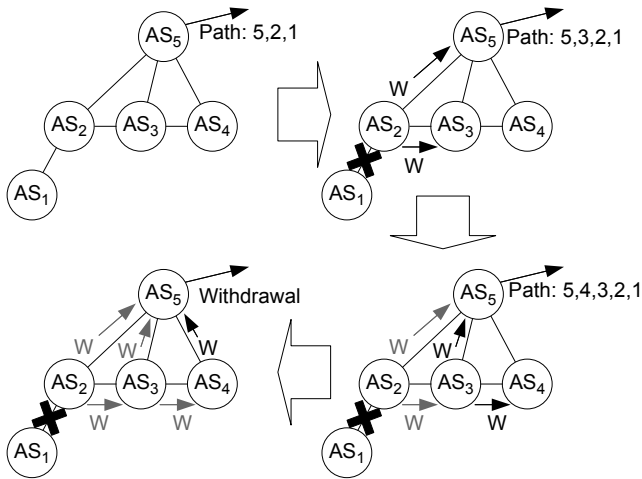 AS5
Path: 5,2,1
AS2
AS3
AS4
AS1
AS5
Path: 5,3,2,1
W
AS2
AS3
AS4
W
AS1
AS5
Withdrawal
W
W
W
AS2
AS3
AS4
W
W
AS1
AS5
Path: 5,4,3,2,1
W
W
AS2
AS3
AS4
W
W
AS1